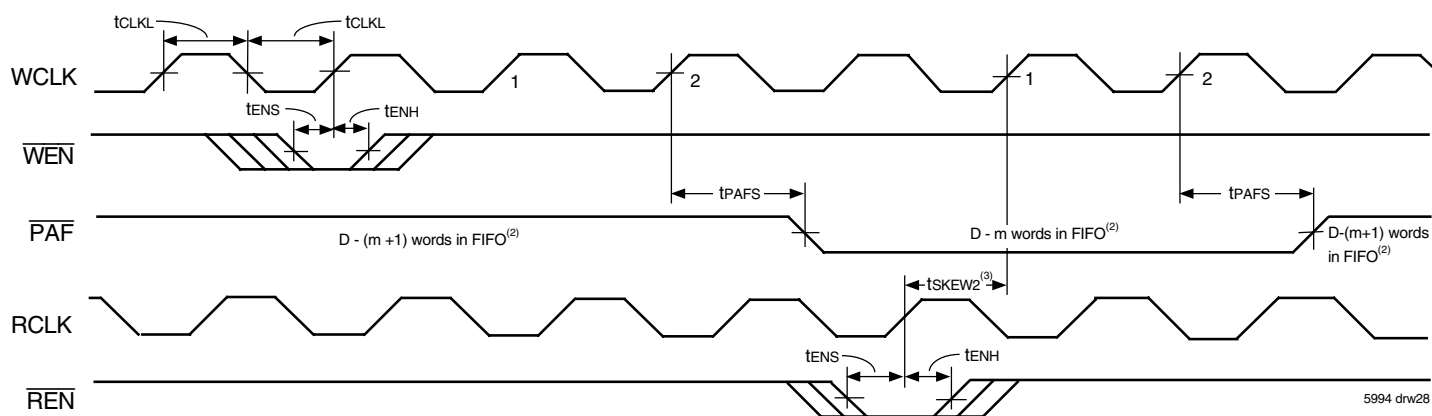 tCLKL tCLKL
WCLK
1 2 1 2
tENS tENH
WEN
tPAFS tPAFS
PAF
D - (m +1) words in FIFO(2)
D - m words in FIFO(2)
D-(m+1) words
in FIFO(2)
tSKEW2(3)
RCLK
tENS tENH
REN
5994 drw28